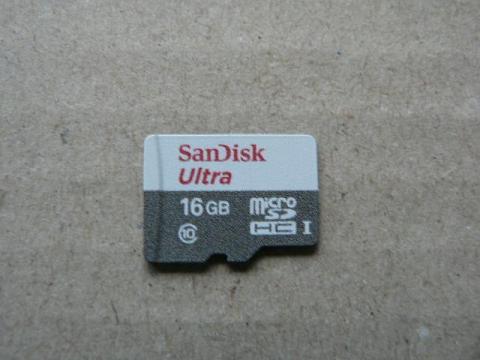 SanDisk
Ultra
16 GB
micro
SD
HC I
10